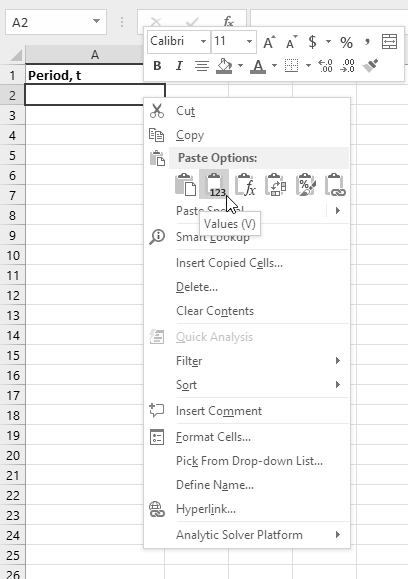 A2
fx
Calibri 11 A A $ % ,
B I A .00 .00
A
1 Period, t
2
3
4
5
6
7
8
9
10
11
12
13
14
15
16
17
18
19
20
21
22
23
24
25
26
Cut
Copy
Paste Options:
123 fx %
Paste Special
Values (V)
Smart Lookup
Insert Copied Cells...
Delete...
Clear Contents
Quick Analysis
Filter
Sort
Insert Comment
Format Cells...
Pick From Drop-down List...
Define Name...
Hyperlink...
Analytic Solver Platform